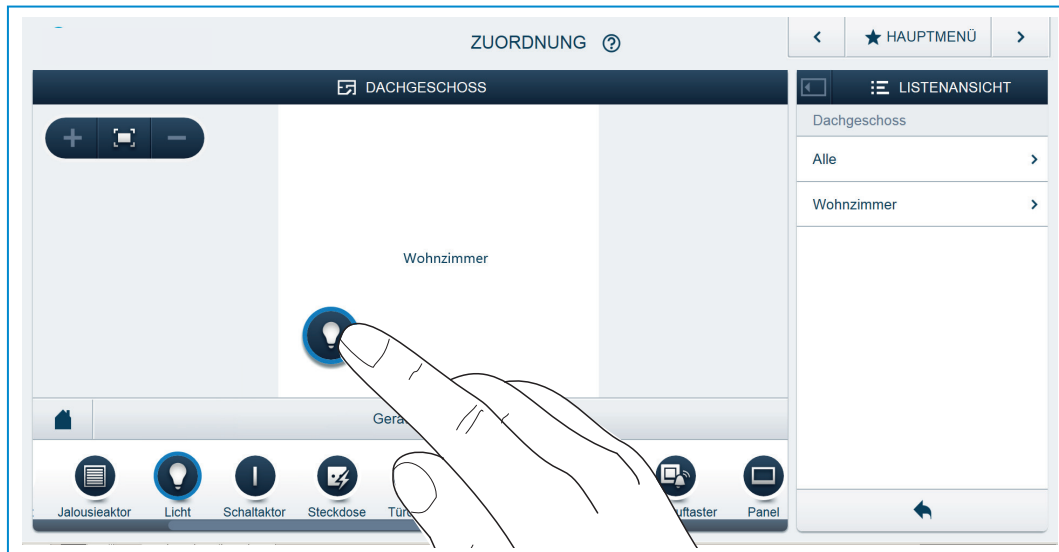 ZUORDNUNG ?
HAUPTMENÜ
DACHGESCHOSS
LISTENANSICHT
Dachgeschoss
Alle
Wohnzimmer
Wohnzimmer
Jalousieaktor
Licht
Schaltaktor
Steckdose
Panel